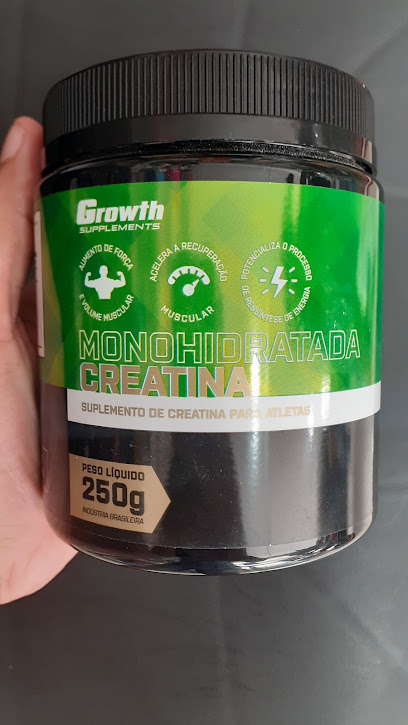 Growth
SUPPLEMENTS
AUMENTO DE FORÇA
E VOLUME MUSCULAR
ACELERA A RECUPERAÇÃO
MUSCULAR
POTENCIALIZA O PROCESSO
DE RESSÍNTESE DE ENERGIA
MONOHIDRATADA
CREATINA
SUPLEMENTO DE CREATINA PARA ATLETAS
PESO LÍQUIDO
250g
INDÚSTRIA BRASILEIRA